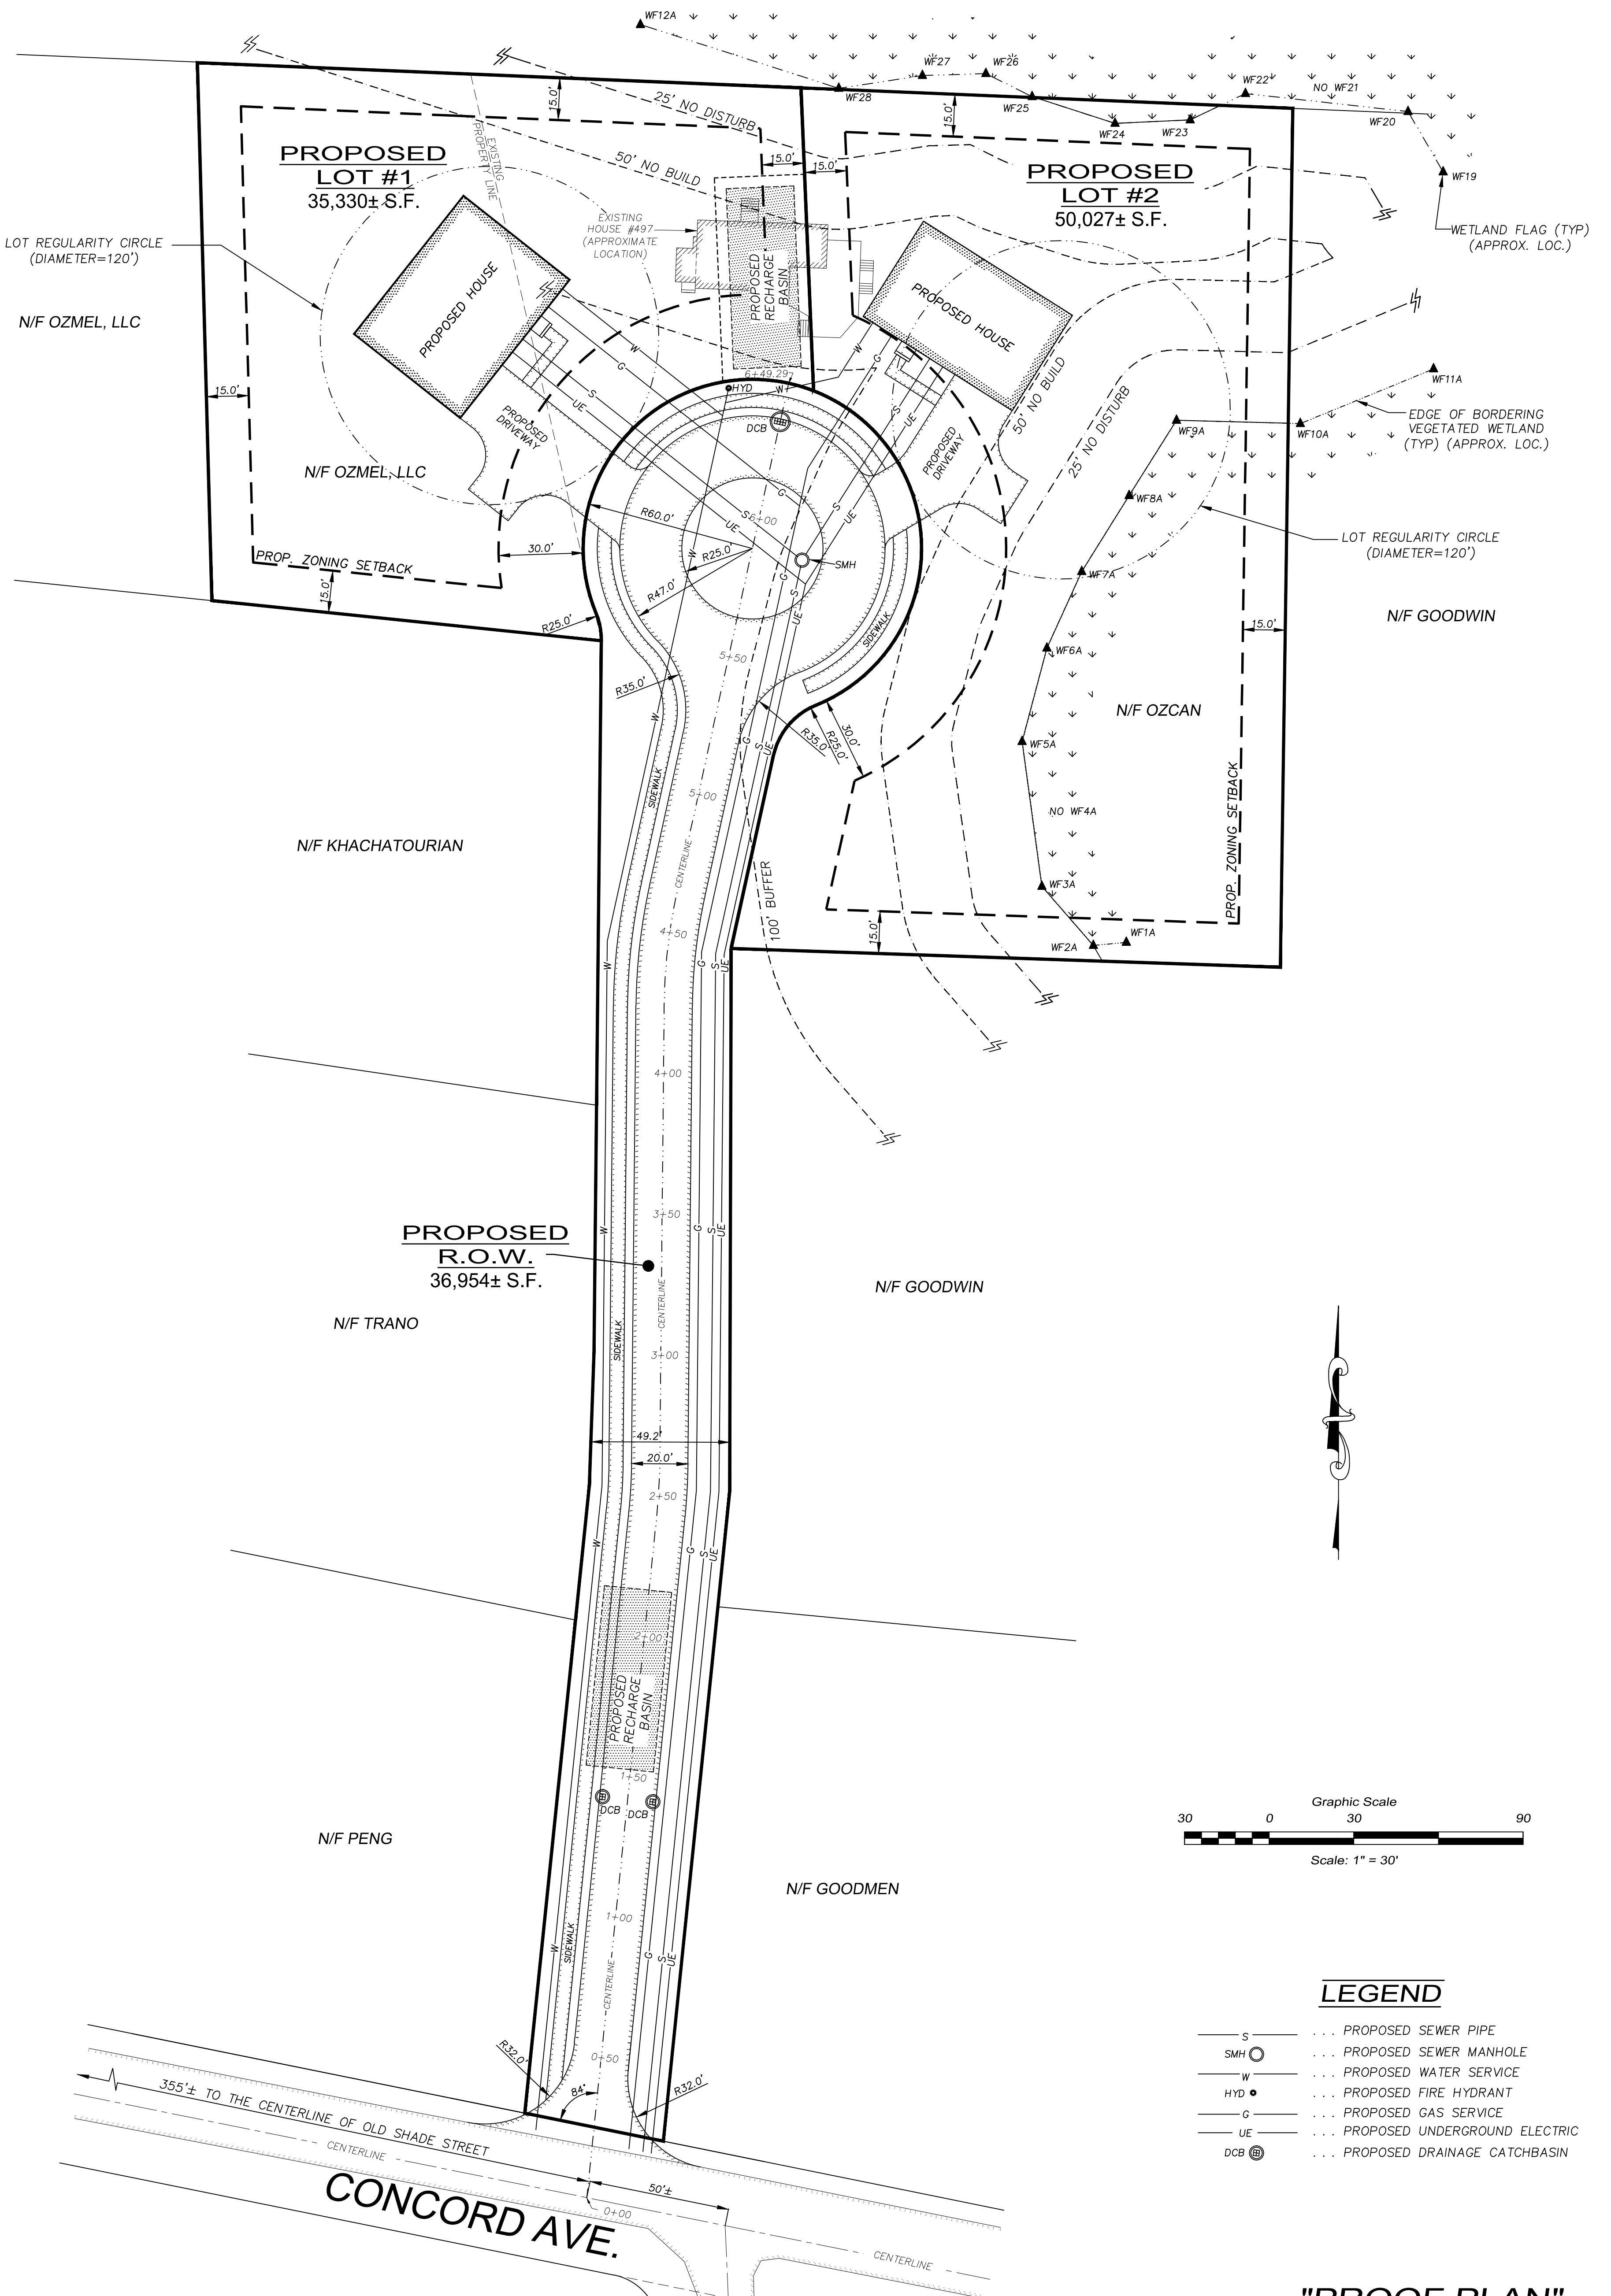 WF12A
WF27
WF26
WF28
WF25
WF24
WF23
WF22
NO WF21
WF20
WF19
15.0'
15.0'
25' NO DISTURB
50' NO BUILD
EXISTING
PROPERTY LINE
PROPOSED
LOT #1
35,330± S.F.
15.0'
15.0'
PROPOSED
LOT #2
50,027± S.F.
LOT REGULARITY CIRCLE
(DIAMETER=120')
EXISTING
HOUSE #497
(APPROXIMATE
LOCATION)
WETLAND FLAG (TYP)
(APPROX. LOC.)
PROPOSED
RECHARGE
BASIN
PROPOSED HOUSE
PROPOSED HOUSE
N/F OZMEL, LLC
15.0'
W
G
S
UE
W
G
S
UE
6+49.29
HYD
W
DCB
PROPOSED
DRIVEWAY
PROPOSED
DRIVEWAY
50' NO BUILD
25' NO DISTURB
WF11A
WF10A
WF9A
WF8A
WF7A
WF6A
WF5A
NO WF4A
WF3A
WF2A
WF1A
EDGE OF BORDERING
VEGETATED WETLAND
(TYP) (APPROX. LOC.)
LOT REGULARITY CIRCLE
(DIAMETER=120')
N/F OZMEL, LLC
R60.0'
R25.0'
R47.0'
6+00
G
S
UE
S
UE
W
G
S
UE
SMH
30.0'
PROP. ZONING SETBACK
15.0'
R25.0'
SIDEWALK
5+50
R35.0'
R35.0'
R25.0'
30.0'
15.0'
N/F GOODWIN
N/F OZCAN
PROP. ZONING SETBACK
15.0'
W
G
S
UE
SIDEWALK
5+00
CENTERLINE
100' BUFFER
N/F KHACHATOURIAN
4+50
W
G
S
UE
4+00
3+50
W
G
S
UE
PROPOSED
R.O.W.
36,954± S.F.
CENTERLINE
N/F GOODWIN
N/F TRANO
SIDEWALK
3+00
49.2'
20.0'
2+50
W
G
S
UE
2+00
PROPOSED
RECHARGE
BASIN
1+50
DCB
DCB
N/F PENG
N/F GOODMEN
1+00
W
SIDEWALK
G
S
UE
CENTERLINE
0+50
R32.0'
84°
R32.0'
355'± TO THE CENTERLINE OF OLD SHADE STREET
CENTERLINE
50'±
0+00
CONCORD AVE.
CENTERLINE
Graphic Scale
30 0 30 90
Scale: 1" = 30'
LEGEND
S ... PROPOSED SEWER PIPE
SMH ... PROPOSED SEWER MANHOLE
W ... PROPOSED WATER SERVICE
HYD ... PROPOSED FIRE HYDRANT
G ... PROPOSED GAS SERVICE
UE ... PROPOSED UNDERGROUND ELECTRIC
DCB ... PROPOSED DRAINAGE CATCHBASIN
"PROOF PLAN"